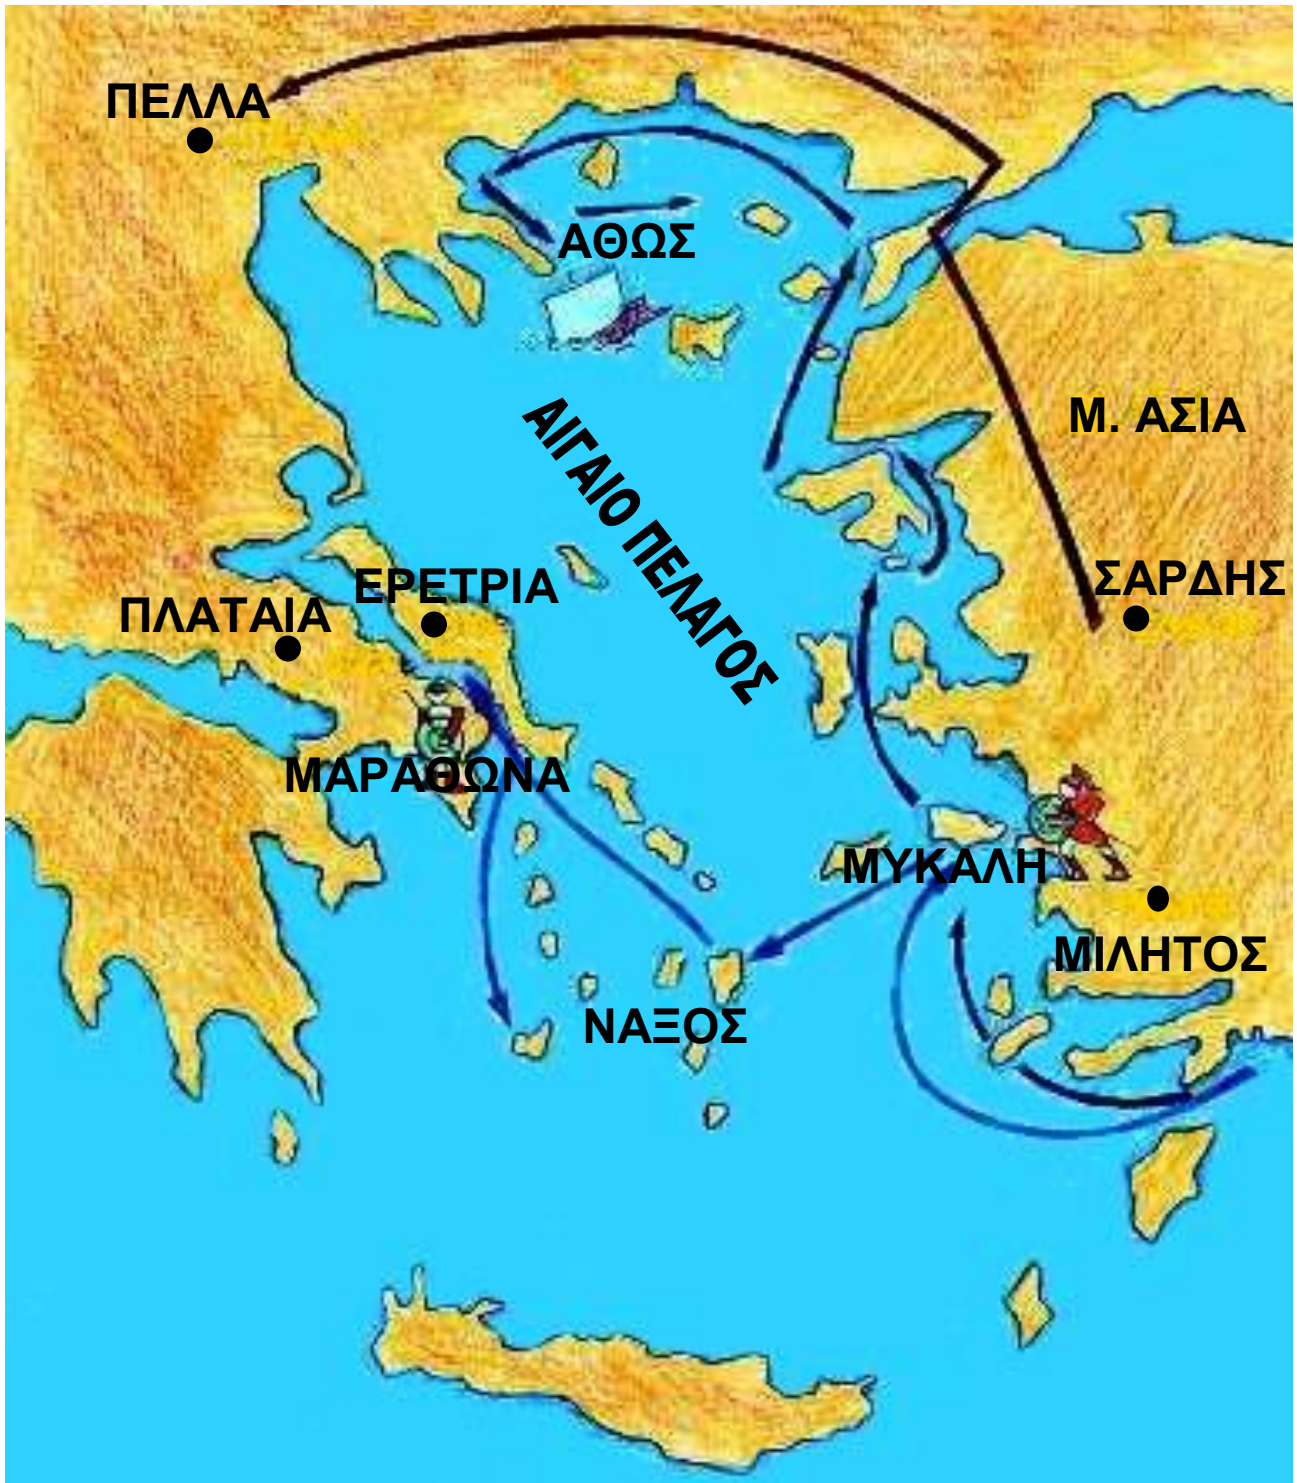 ΠΕΛΛΑ
ΑΘΩΣ
Μ. ΑΣΙΑ
ΑΙΓΑΙΟ ΠΕΛΑΓΟΣ
ΣΑΡΔΗΣ
ΕΡΕΤΡΙΑ
ΠΛΑΤΑΙΑ
ΜΑΡΑΘΩΝΑ
ΜΥΚΑΛΗ
ΜΙΛΗΤΟΣ
ΝΑΞΟΣ